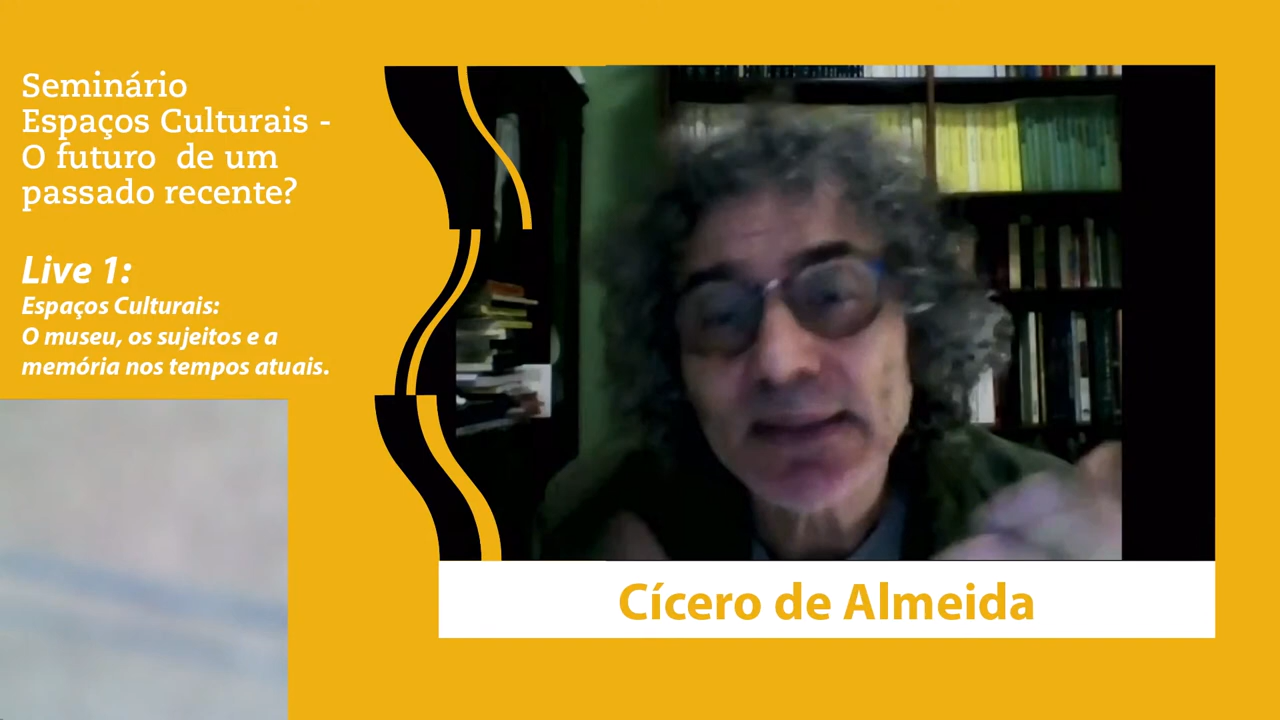 Seminário
Espaços Culturais -
O futuro de um
passado recente?
Live 1:
Espaços Culturais:
O museu, os sujeitos e a
memória nos tempos atuais.
Cícero de Almeida